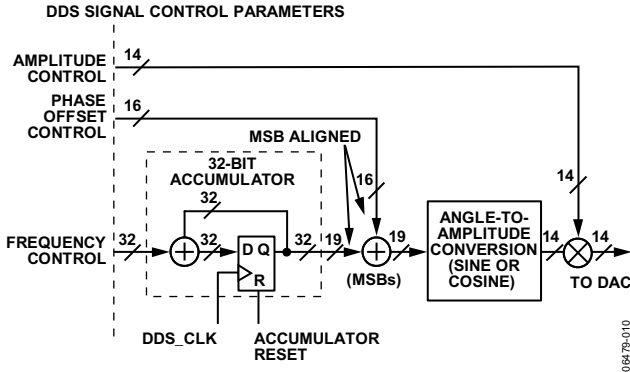 DDS SIGNAL CONTROL PARAMETERS
AMPLITUDE
CONTROL
14
PHASE
OFFSET
CONTROL
16
MSB ALIGNED
32-BIT
ACCUMULATOR
32
16
14
FREQUENCY
CONTROL
32
32
D Q
R
32
19
19
(MSBs)
ANGLE-TO-
AMPLITUDE
CONVERSION
(SINE OR
COSINE)
14
14
TO DAC
DDS_CLK
ACCUMULATOR
RESET
06479-010